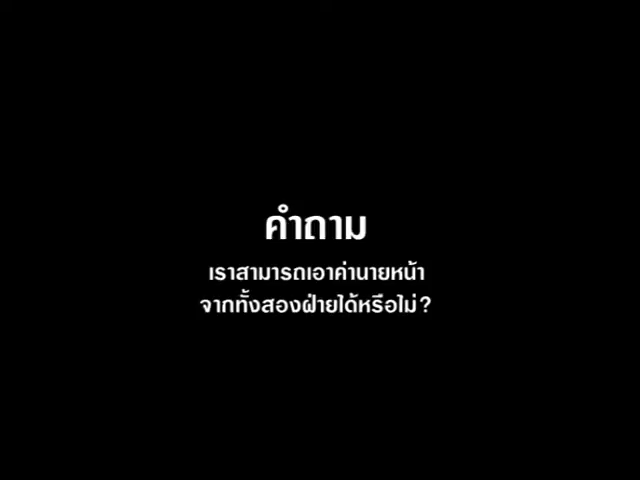 คำถาม
เราสามารถเอาค่านายหน้า
จากทั้งสองฝ่ายได้หรือไม่?